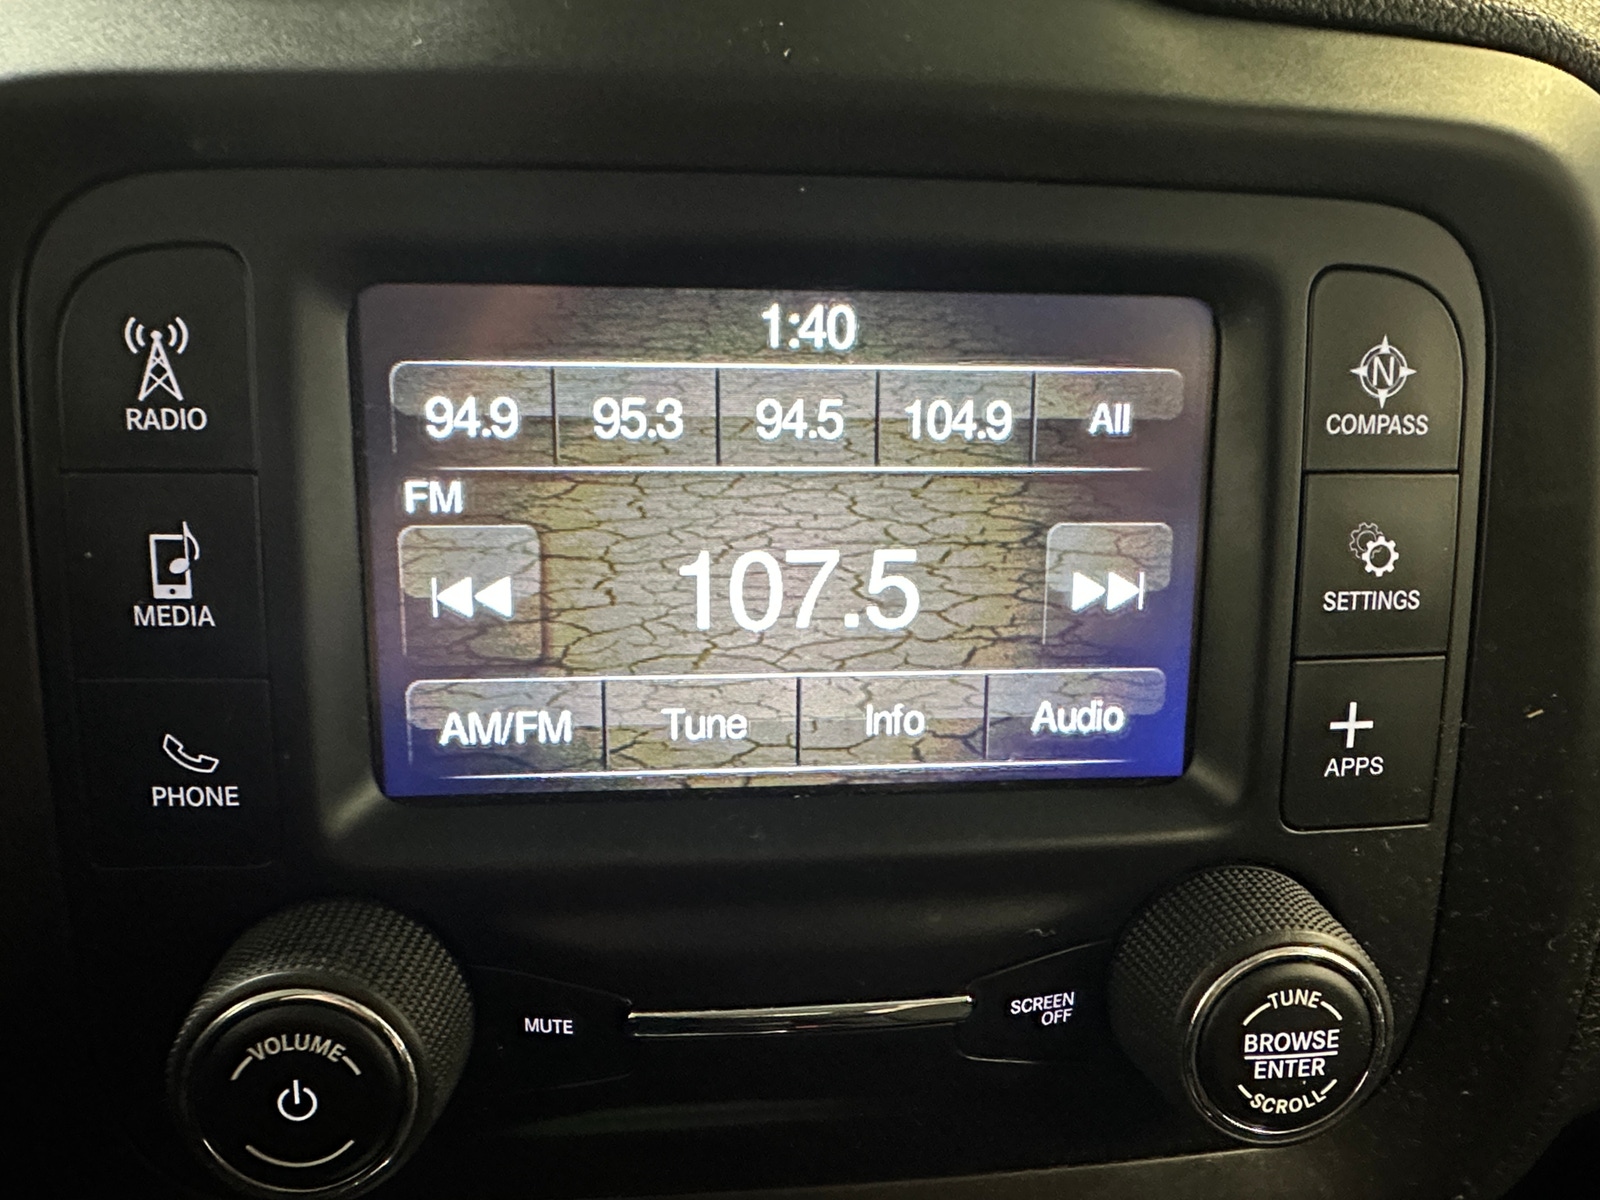 1:40
94.9 95.3 94.5 104.9 All
FM
107.5
AM/FM Tune Info Audio
RADIO
MEDIA
PHONE
N
COMPASS
SETTINGS
APPS
VOLUME
MUTE
SCREEN
OFF
TUNE
BROWSE
ENTER
SCROLL